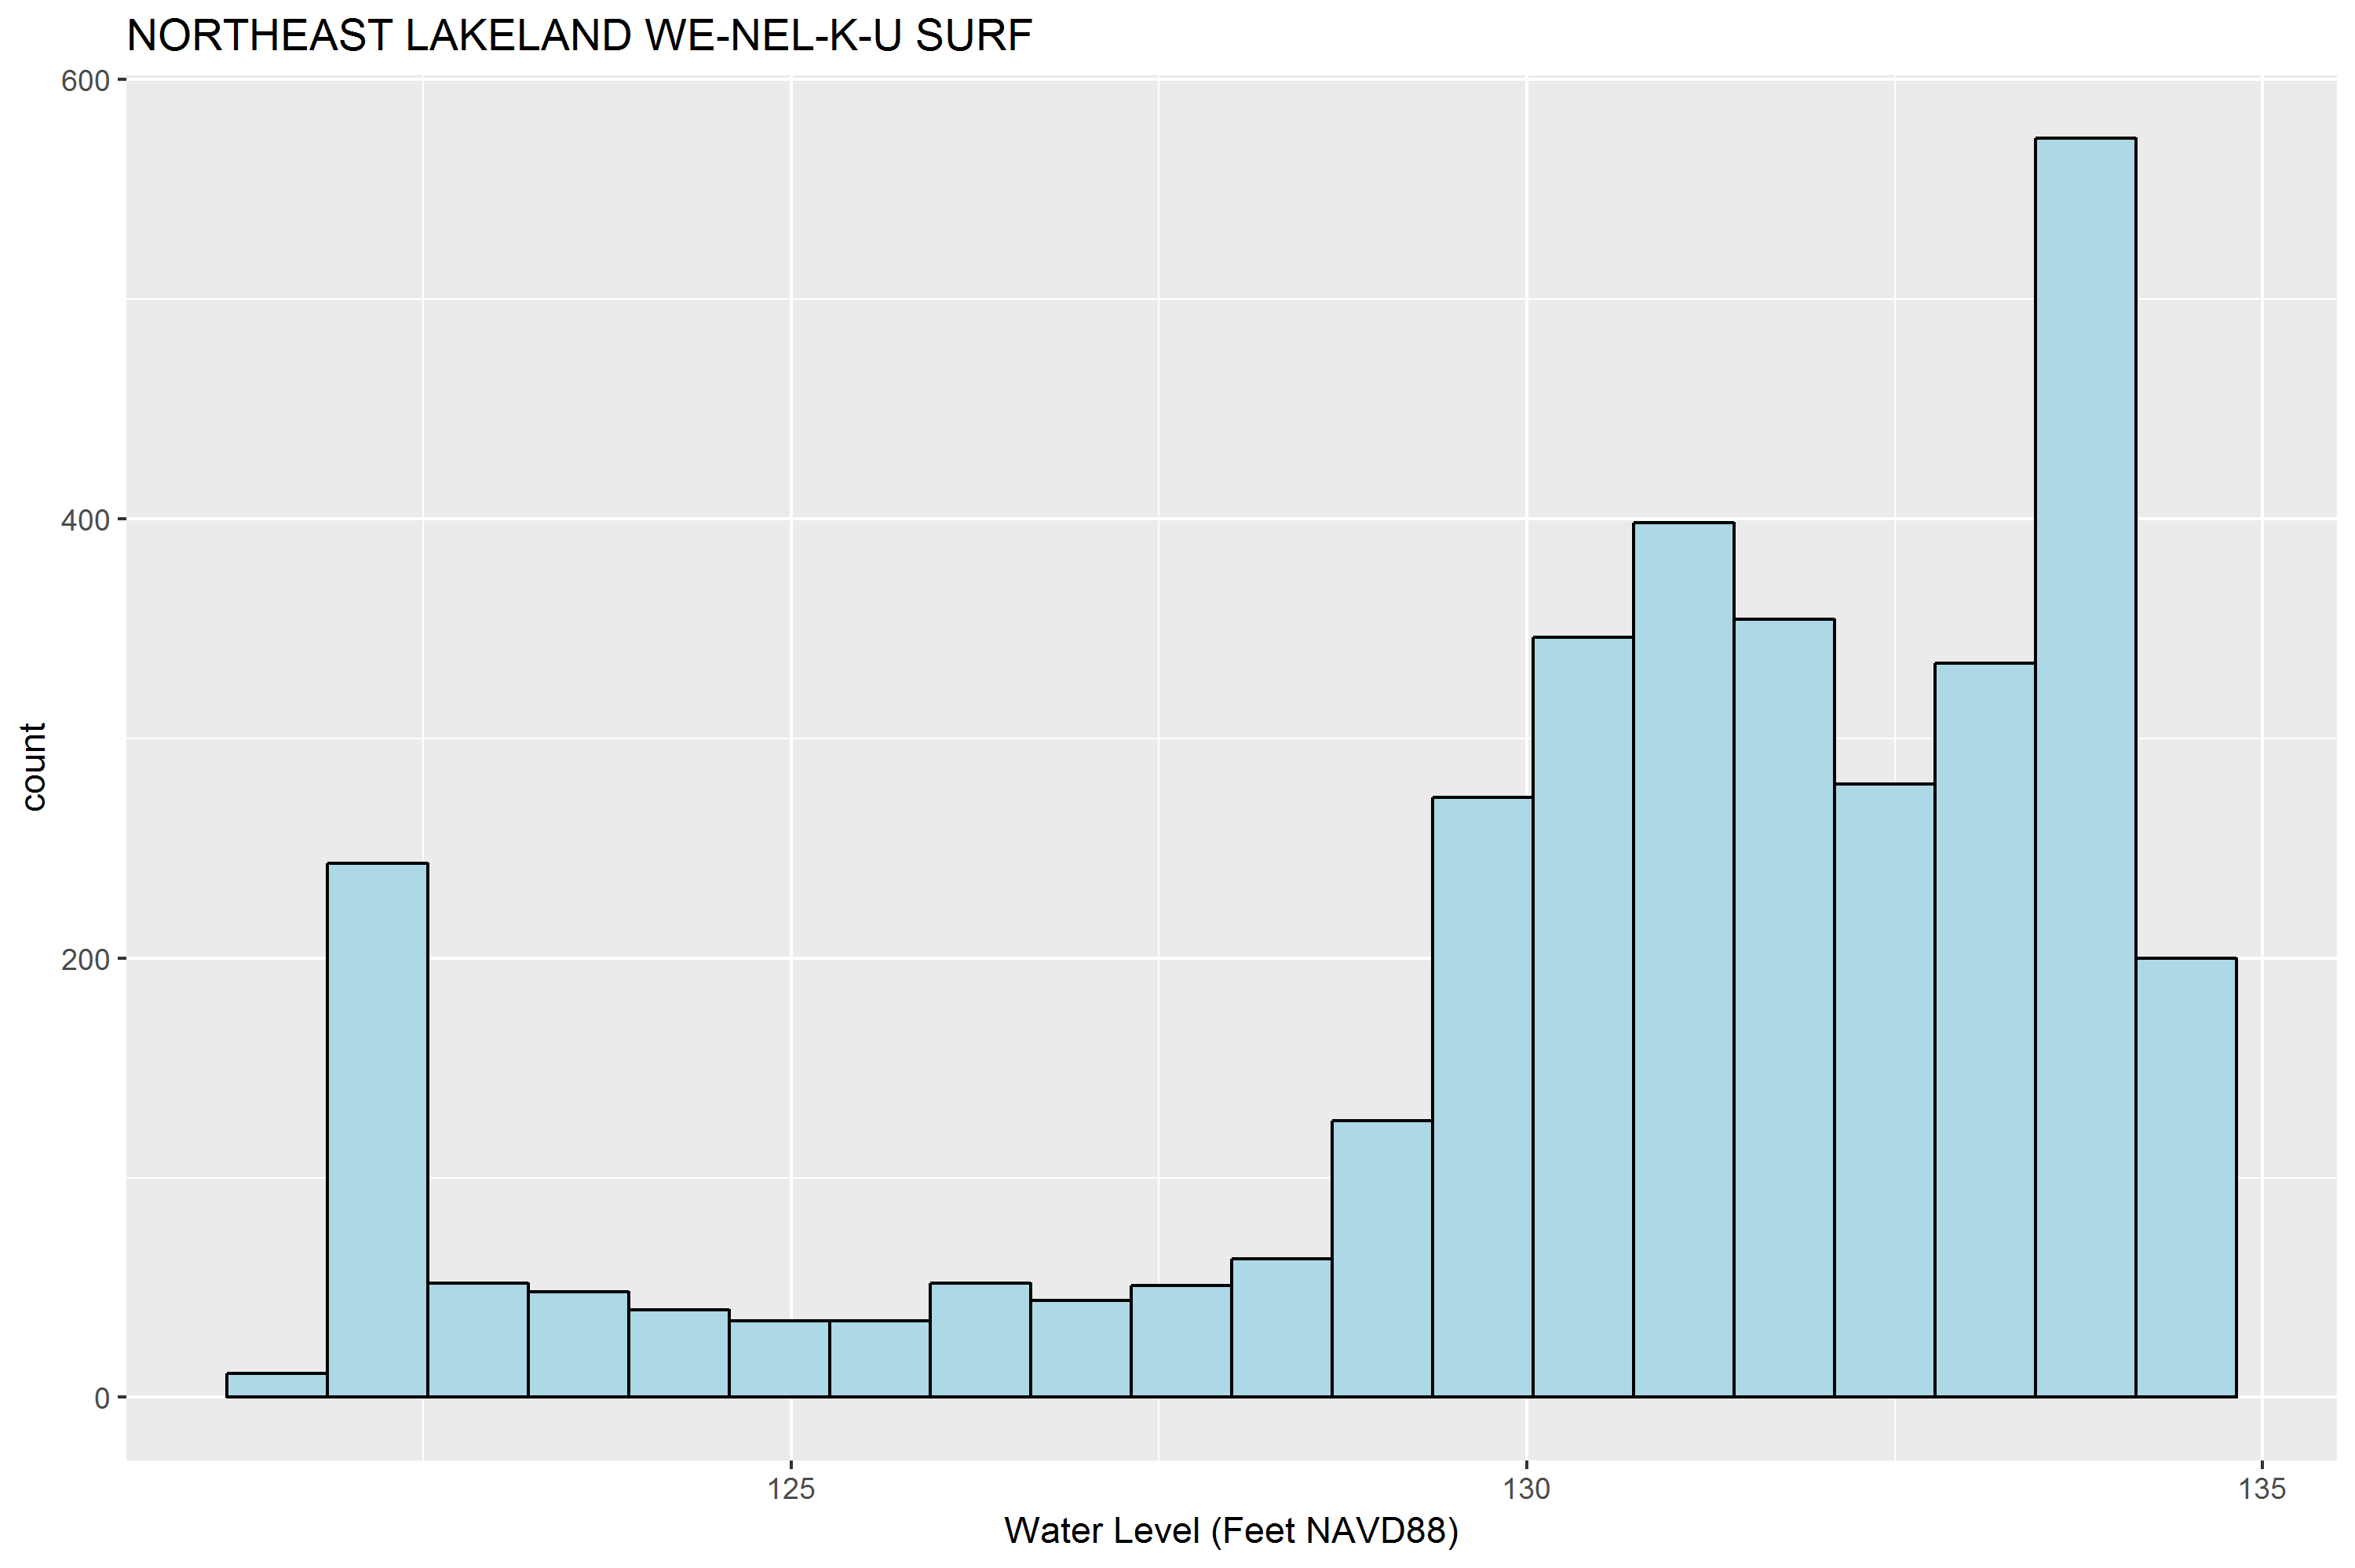 NORTHEAST LAKELAND WE-NEL-K-U SURF
600
400
200
0
count
125 130 135
Water Level (Feet NAVD88)